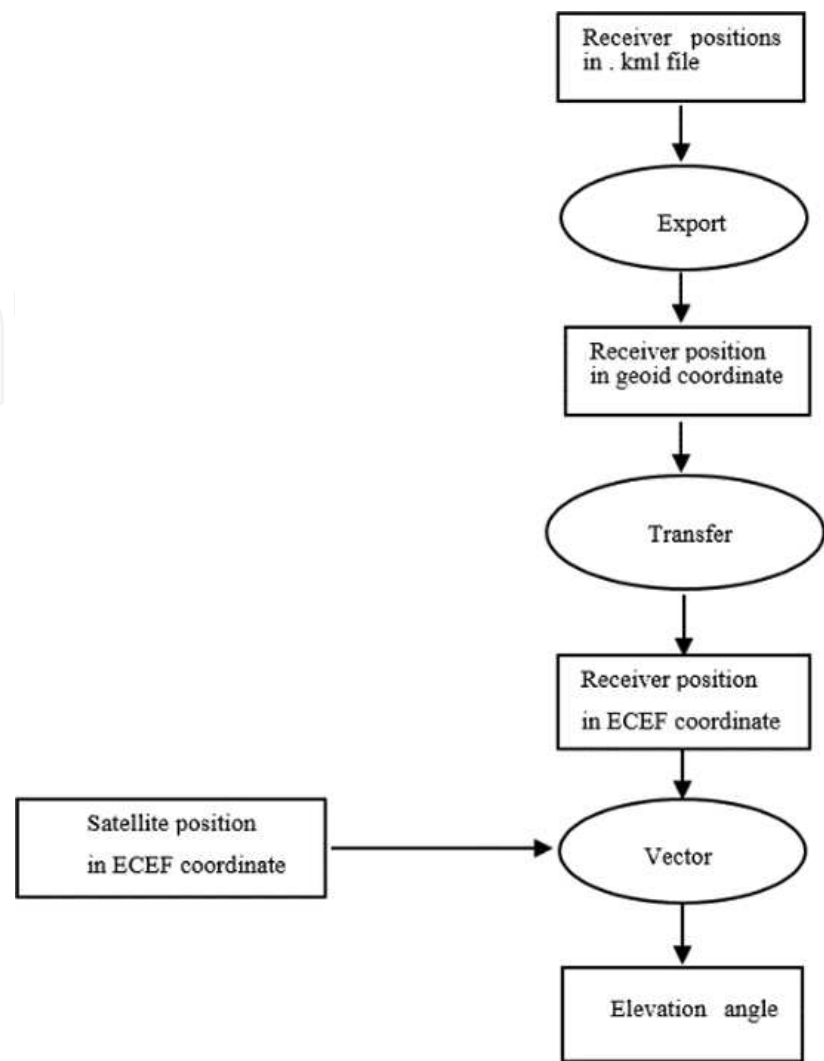 Receiver positions
in . kml file
Export
Receiver position
in geoid coordinate
Transfer
Receiver position
in ECEF coordinate
Satellite position
in ECEF coordinate
Vector
Elevation angle